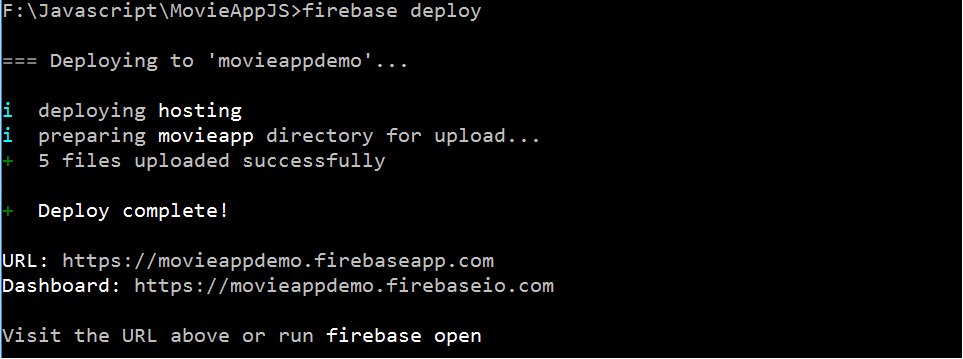 F:\Javascript\MovieAppJS>firebase deploy
=== Deploying to 'movieappdemo'...
i  deploying hosting
i  preparing movieapp directory for upload...
+  5 files uploaded successfully
+  Deploy complete!
URL: https://movieappdemo.firebaseapp.com
Dashboard: https://movieappdemo.firebaseio.com
Visit the URL above or run firebase open